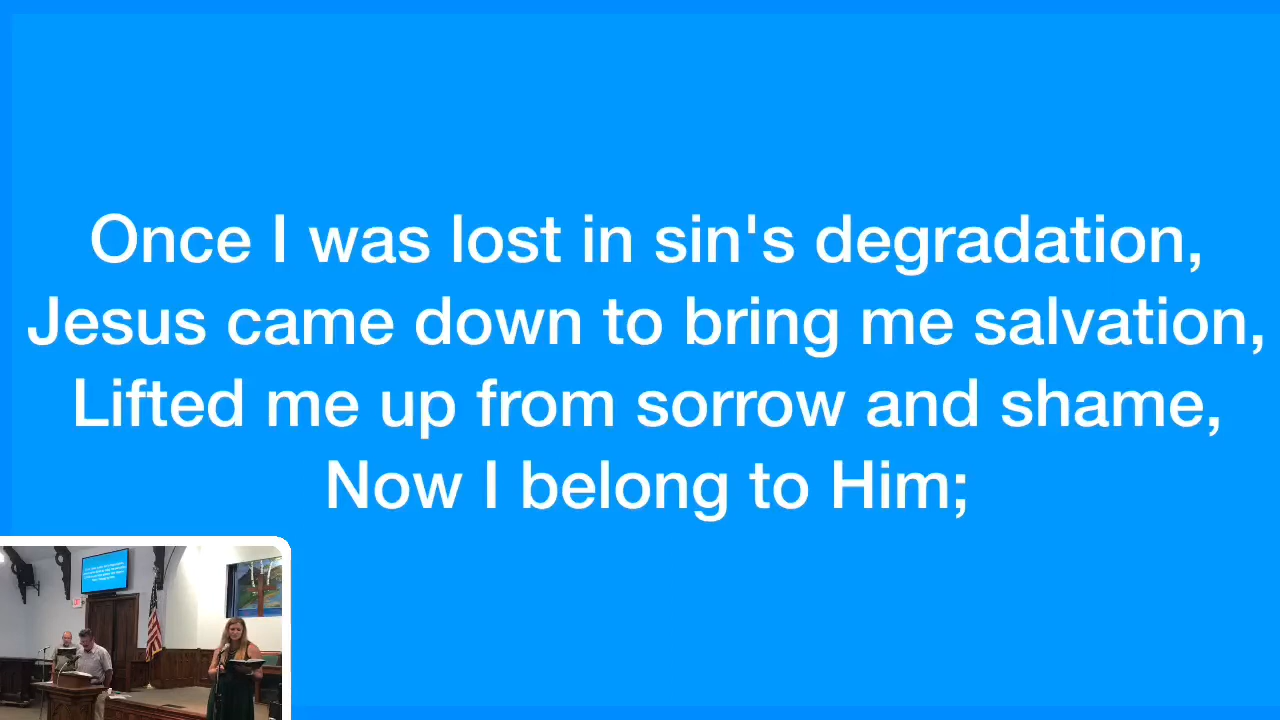 Once I was lost in sin's degradation,
Jesus came down to bring me salvation,
Lifted me up from sorrow and shame,
Now I belong to Him;